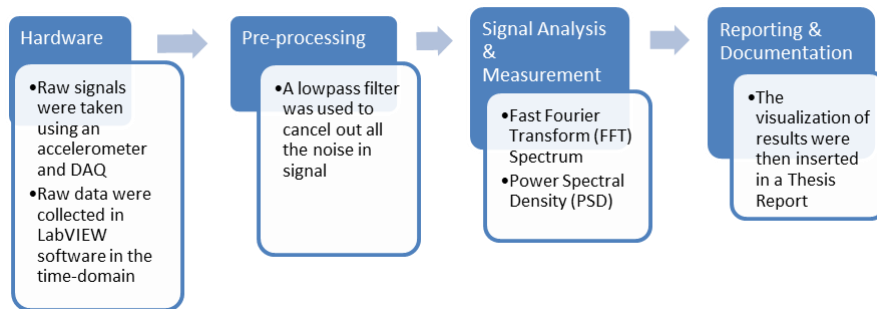 Hardware
•Raw signals
were taken
using an
accelerometer
and DAQ
•Raw data were
collected in
LabVIEW
software in the
time-domain
Pre-processing
•A lowpass filter
was used to
cancel out all
the noise in
signal
Signal Analysis
&
Measurement
•Fast Fourier
Transform (FFT)
Spectrum
•Power Spectral
Density (PSD)
Reporting &
Documentation
•The
visualization of
results were
then inserted
in a Thesis
Report